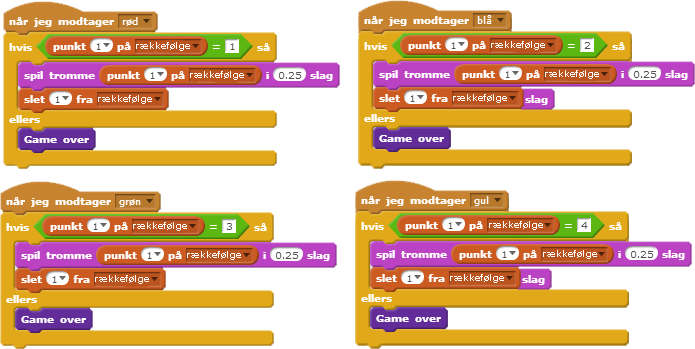 når jeg modtager rød
hvis punkt 1 på rækkefølge = 1 så
spil tromme punkt 1 på rækkefølge i 0.25 slag
slet 1 fra rækkefølge
ellers
Game over
når jeg modtager blå
hvis punkt 1 på rækkefølge = 2 så
spil tromme punkt 1 på rækkefølge i 0.25 slag
slet 1 fra rækkefølge slag
ellers
Game over
når jeg modtager grøn
hvis punkt 1 på rækkefølge = 3 så
spil tromme punkt 1 på rækkefølge i 0.25 slag
slet 1 fra rækkefølge
ellers
Game over
når jeg modtager gul
hvis punkt 1 på rækkefølge = 4 så
spil tromme punkt 1 på rækkefølge i 0.25 slag
slet 1 fra rækkefølge slag
ellers
Game over